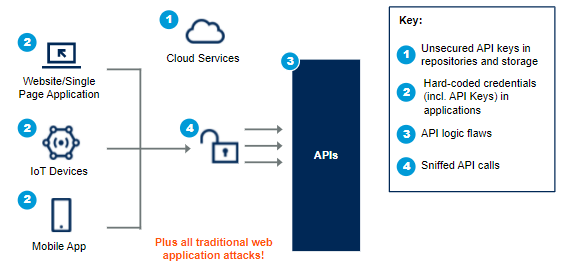 1
Cloud Services
2
Website/Single
Page Application
2
IoT Devices
2
Mobile App
4
3
APIs
Plus all traditional web
application attacks!
Key:
1 Unsecured API keys in
repositories and storage
2 Hard-coded credentials
(incl. API Keys) in
applications
3 API logic flaws
4 Sniffed API calls